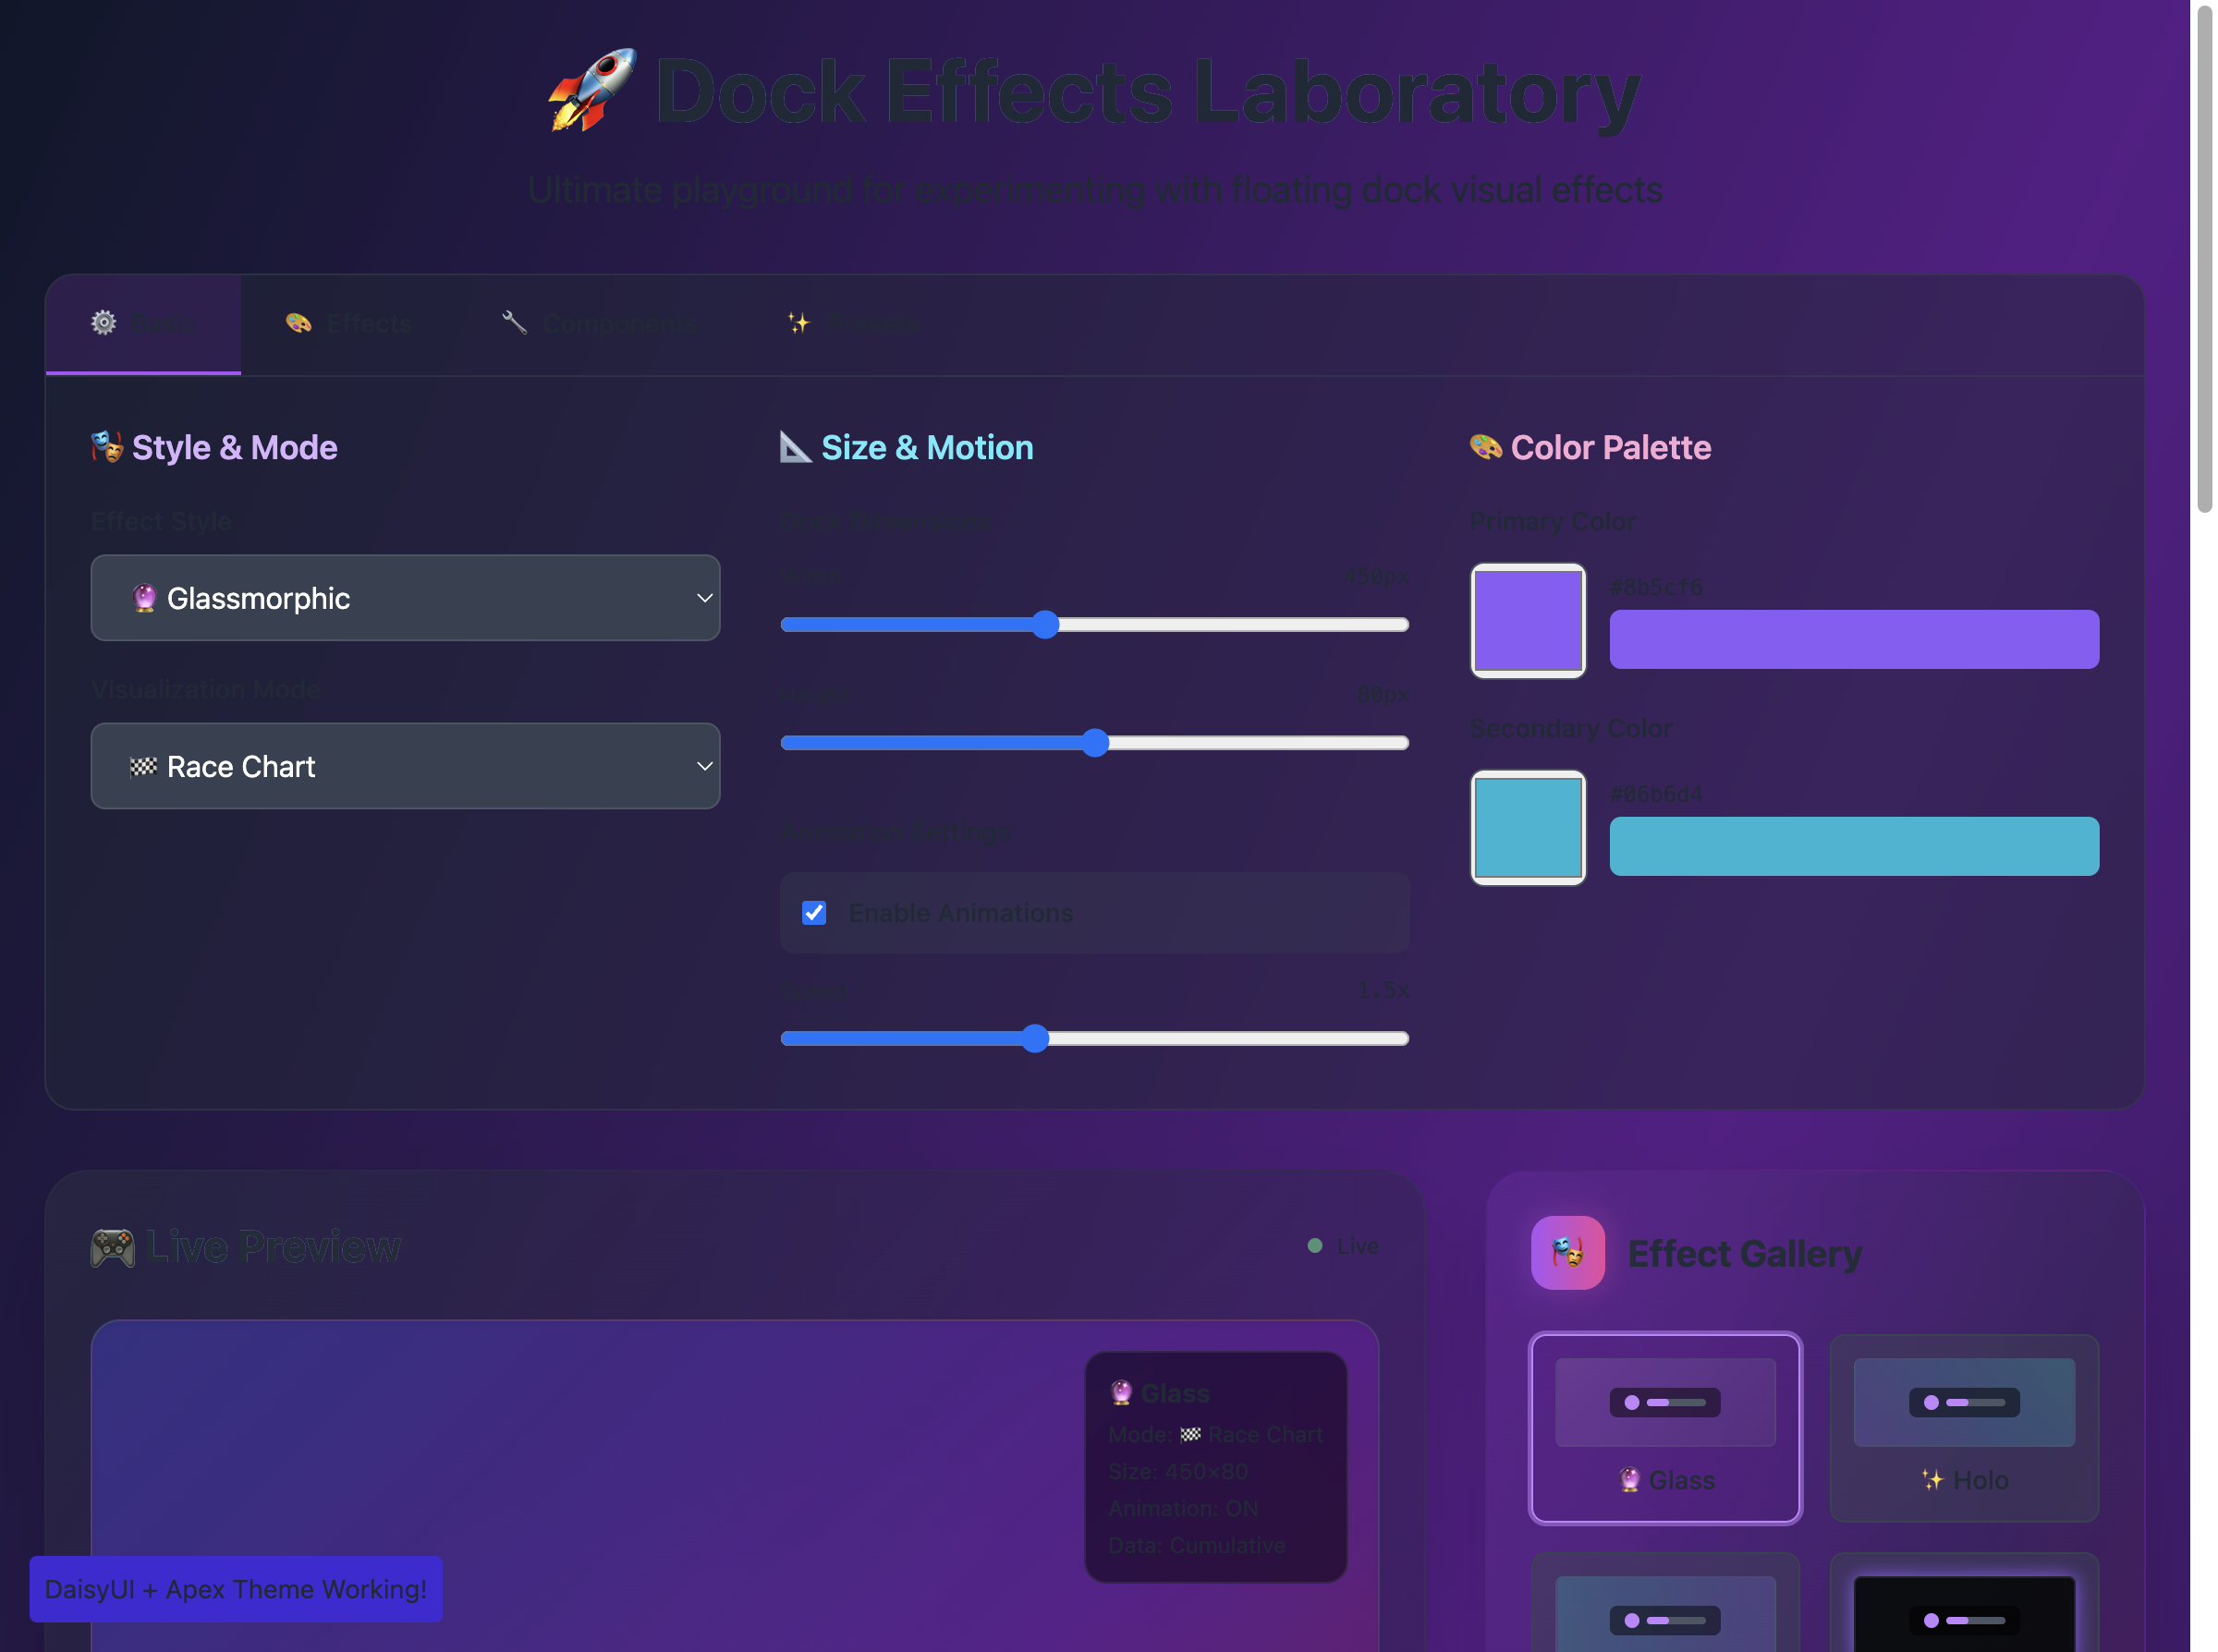 🚀 Dock Effects Laboratory
Ultimate playground for experimenting with floating dock visual effects
⚙️ Basic
🎨 Effects
🔧 Components
✨ Presets
🎭 Style & Mode
Effect Style
🔮 Glassmorphic
Visualization Mode
🏁 Race Chart
📐 Size & Motion
Dock Dimensions
Width
450px
Height
80px
Animation Settings
Enable Animations
Speed
1.5x
🎨 Color Palette
Primary Color
#8b5cf6
Secondary Color
#06b6d4
🎮 Live Preview
Live
🔮 Glass
Mode: 🏁 Race Chart
Size: 450×80
Animation: ON
Data: Cumulative
🎭 Effect Gallery
🔮 Glass
✨ Holo
DaisyUI + Apex Theme Working!